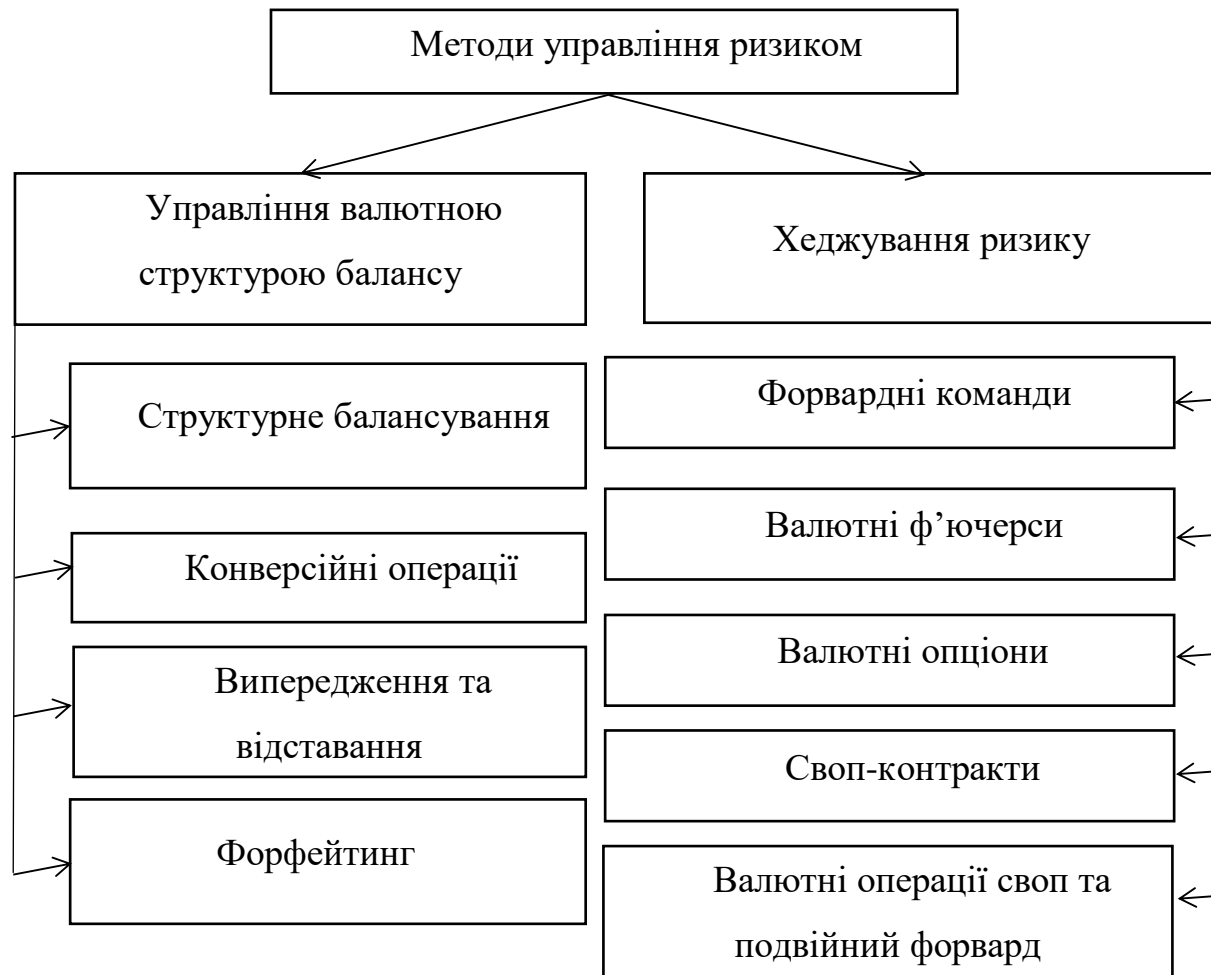 Методи управління ризиком
Управління валютною
структурою балансу
Хеджування ризику
Структурне балансування
Конверсійні операції
Випередження та
відставання
Форфейтинг
Форвардні команди
Валютні ф’ючерси
Валютні опціони
Своп-контракти
Валютні операції своп та
подвійний форвард